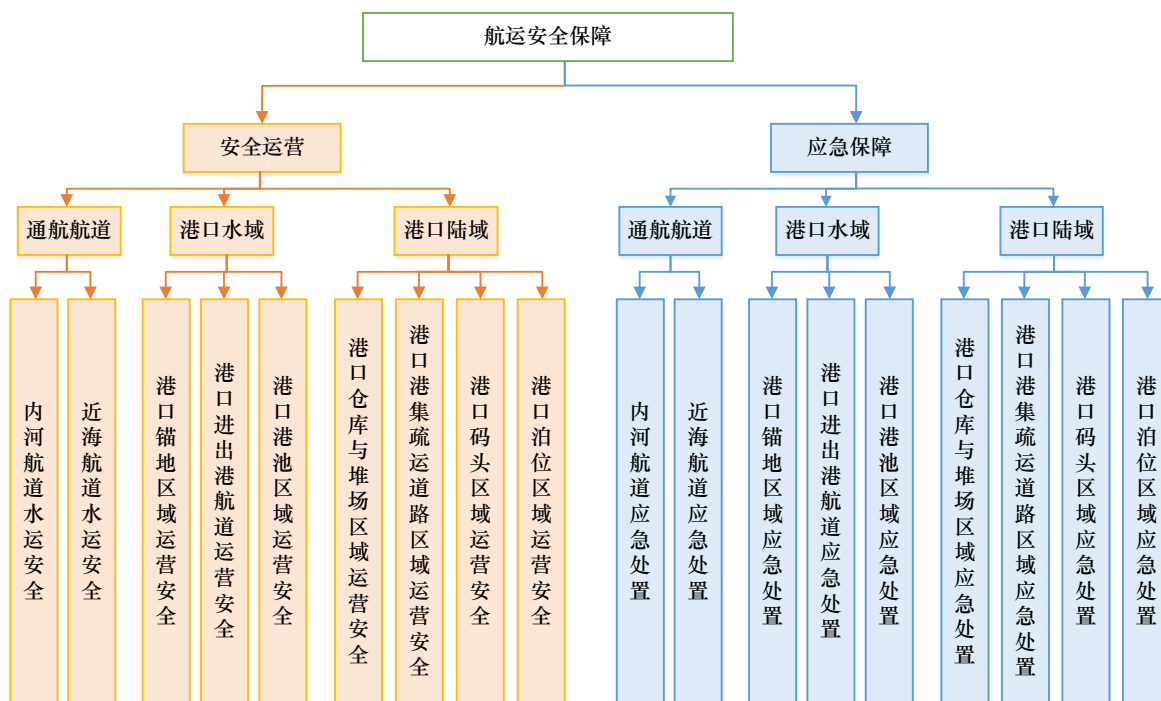 航运安全保障
安全运营
应急保障
通航航道
港口水域
港口陆域
通航航道
港口水域
港口陆域
内河航道水运安全
近海航道水运安全
港口锚地区域运营安全
港口进出港航道运营安全
港口港池区域运营安全
港口仓库与堆场区域运营安全
港口港集疏运道路区域运营安全
港口码头区域运营安全
港口泊位区域运营安全
内河航道应急处置
近海航道应急处置
港口锚地区域应急处置
港口进出港航道应急处置
港口港池区域应急处置
港口仓库与堆场区域应急处置
港口港集疏运道路区域应急处置
港口码头区域应急处置
港口泊位区域应急处置